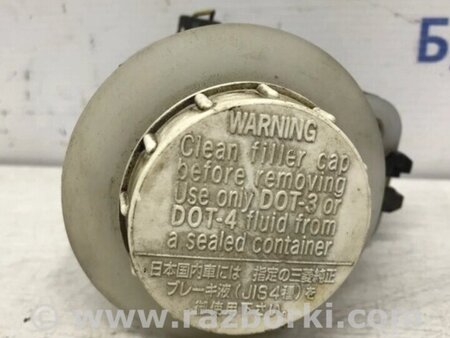 Б
WARNING
Clean filler cap
before removing
Use only DOT-3 or
DOT-4 fluid from
a sealed container
日本国内車には 指定の三菱純正
ブレーキ液(JIS4種)を
www.razborki.com